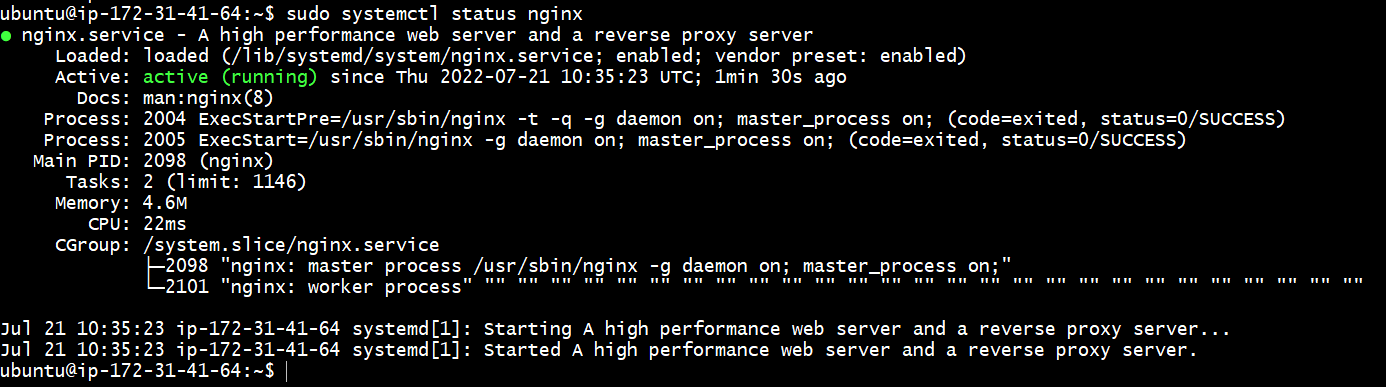 ubuntu@ip-172-31-41-64:~$ sudo systemctl status nginx
● nginx.service - A high performance web server and a reverse proxy server
     Loaded: loaded (/lib/systemd/system/nginx.service; enabled; vendor preset: enabled)
     Active: active (running) since Thu 2022-07-21 10:35:23 UTC; 1min 30s ago
       Docs: man:nginx(8)
    Process: 2004 ExecStartPre=/usr/sbin/nginx -t -q -g daemon on; master_process on; (code=exited, status=0/SUCCESS)
    Process: 2005 ExecStart=/usr/sbin/nginx -g daemon on; master_process on; (code=exited, status=0/SUCCESS)
   Main PID: 2098 (nginx)
      Tasks: 2 (limit: 1146)
     Memory: 4.6M
        CPU: 22ms
     CGroup: /system.slice/nginx.service
             ├─2098 "nginx: master process /usr/sbin/nginx -g daemon on; master_process on;"
             └─2101 "nginx: worker process" "" "" "" "" "" "" "" "" "" "" "" "" "" "" "" "" "" "" "" "" "" "" "" "" "" "" ""

Jul 21 10:35:23 ip-172-31-41-64 systemd[1]: Starting A high performance web server and a reverse proxy server...
Jul 21 10:35:23 ip-172-31-41-64 systemd[1]: Started A high performance web server and a reverse proxy server.
ubuntu@ip-172-31-41-64:~$